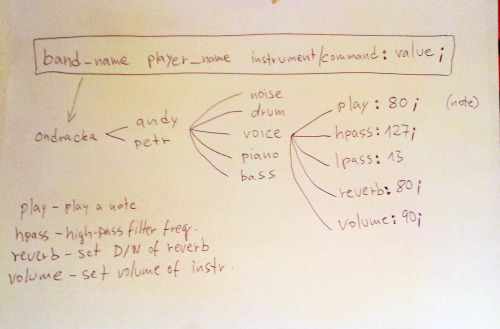 band_name player_name instrument/command: value;
ondracka
andy
petr
noise
drum
voice
piano
bass
play: 80; (note)
hpass: 127;
lpass: 13
reverb: 80;
volume: 90;
play - play a note
hpass - high-pass filter freq.
reverb - set D/W of reverb
volume - set volume of instr.